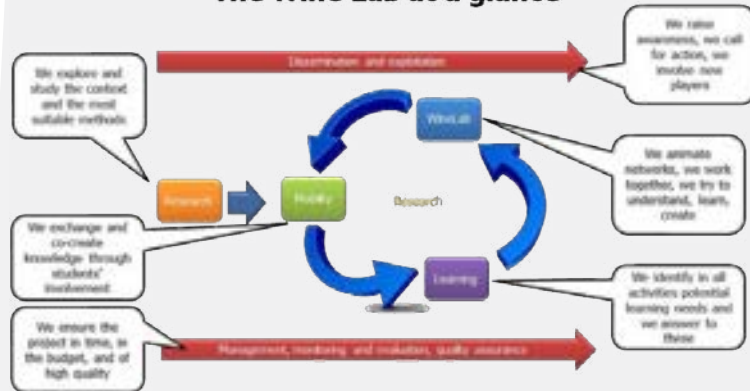 Lab at a glance
Dissemination and exploitation
We raise
awareness, we call
for action, we
involve new
players
We explore and
study the context
and the most
suitable methods
WineLab
We animate
networks, we work
together, we try to
understand, learn,
create
Research
Mobility
Research
We exchange and
co-create
knowledge through
students'
involvement
Learning
We identify in all
activities potential
learning needs and
we answer to
those
We ensure the
project in time, in
the budget, and of
high quality
Management, monitoring and evaluation, quality assurance